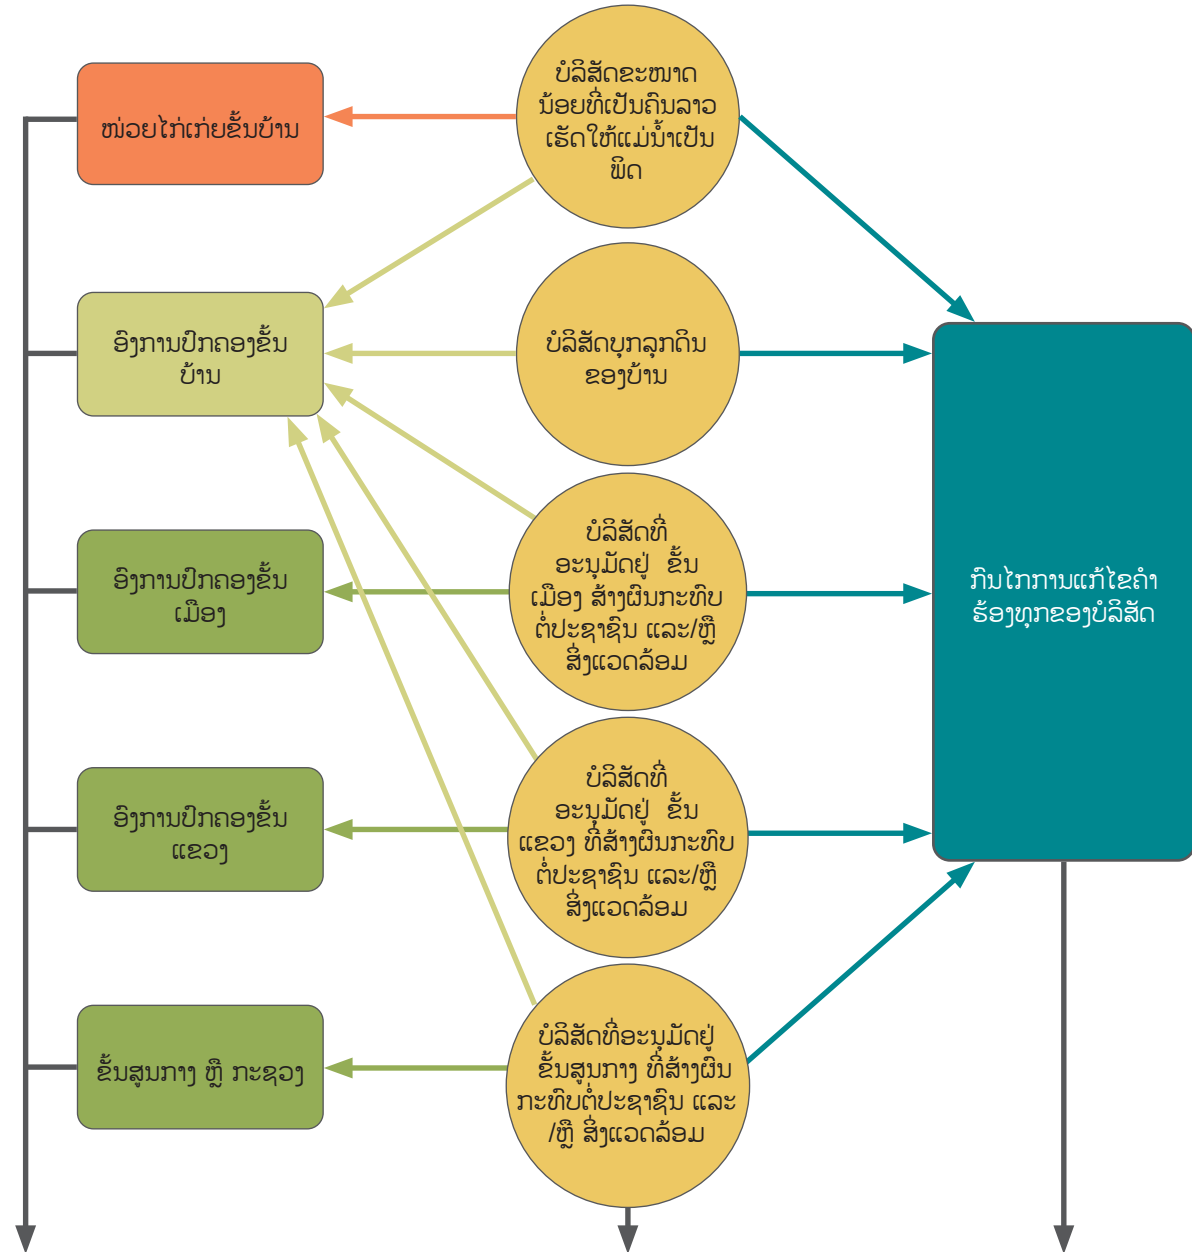 ໜ່ວຍໄກ່ເກ່ຍຂັ້ນບ້ານ
ບໍລິສັດຂະໜາດ
ນ້ອຍທີ່ເປັນຄົນລາວ
ເຮັດໃຫ້ແມ່ນ້ຳເປັນ
ພິດ
ອົງການປົກຄອງຂັ້ນ
ບ້ານ
ບໍລິສັດບຸກລຸກດິນ
ຂອງບ້ານ
ອົງການປົກຄອງຂັ້ນ
ເມືອງ
ບໍລິສັດທີ່
ອະນຸມັດຢູ່ ຂັ້ນ
ເມືອງ ສ້າງຜົນກະທົບ
ຕໍ່ປະຊາຊົນ ແລະ/ຫຼື
ສິ່ງແວດລ້ອມ
ກົນໄກການແກ້ໄຂຄຳ
ຮ້ອງທຸກຂອງບໍລິສັດ
ອົງການປົກຄອງຂັ້ນ
ແຂວງ
ບໍລິສັດທີ່
ອະນຸມັດຢູ່ ຂັ້ນ
ແຂວງ ທີ່ສ້າງຜົນກະທົບ
ຕໍ່ປະຊາຊົນ ແລະ/ຫຼື
ສິ່ງແວດລ້ອມ
ຂັ້ນສູນກາງ ຫຼື ກະຊວງ
ບໍລິສັດທີ່ອະນຸມັດຢູ່
ຂັ້ນສູນກາງ ທີ່ສ້າງຜົນ
ກະທົບຕໍ່ປະຊາຊົນ ແລະ
/ຫຼື ສິ່ງແວດລ້ອມ